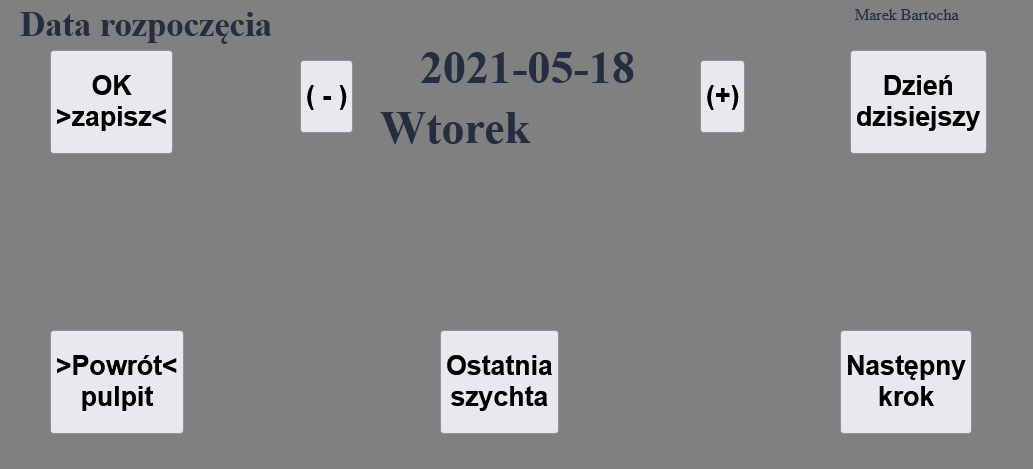 Data rozpoczęcia
Marek Bartocha
OK
>zapisz<
( - )
2021-05-18
Wtorek
(+)
Dzień
dzisiejszy
>Powrót<
pulpit
Ostatnia
szychta
Następny
krok